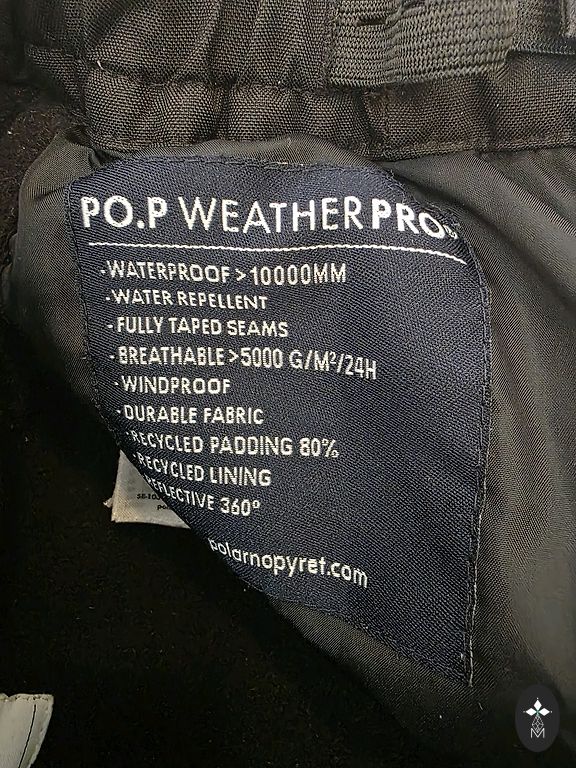 PO.P WEATHERPRO®
-WATERPROOF > 10000MM
-WATER REPELLENT
-FULLY TAPED SEAMS
-BREATHABLE >5000 G/M²/24H
-WINDPROOF
-DURABLE FABRIC
-RECYCLED PADDING 80%
-RECYCLED LINING
REFLECTIVE 360°
polarnopyret.com